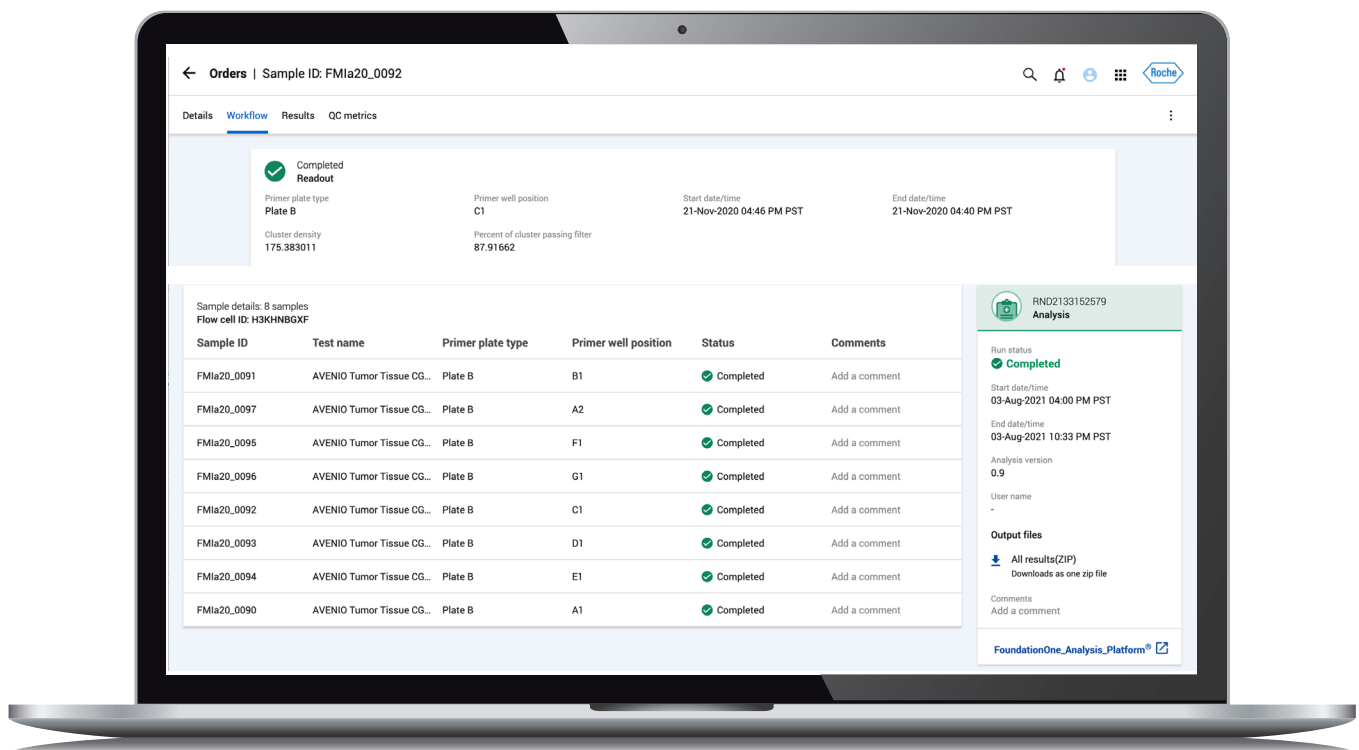 Orders | Sample ID: FMIa20_0092
Roche
Details Workflow Results QC metrics
Completed
Readout
Primer plate type Primer well position Start date/time End date/time
Plate B C1 21-Nov-2020 04:46 PM PST 21-Nov-2020 04:40 PM PST
Cluster density Percent of cluster passing filter
175.383011 87.91662
Sample details: 8 samples
Flow cell ID: H3KHNBGXF
Sample ID Test name Primer plate type Primer well position Status Comments
FMIa20_0091 AVENIO Tumor Tissue CG... Plate B B1 Completed Add a comment
FMIa20_0097 AVENIO Tumor Tissue CG... Plate B A2 Completed Add a comment
FMIa20_0095 AVENIO Tumor Tissue CG... Plate B F1 Completed Add a comment
FMIa20_0096 AVENIO Tumor Tissue CG... Plate B G1 Completed Add a comment
FMIa20_0092 AVENIO Tumor Tissue CG... Plate B C1 Completed Add a comment
FMIa20_0093 AVENIO Tumor Tissue CG... Plate B D1 Completed Add a comment
FMIa20_0094 AVENIO Tumor Tissue CG... Plate B E1 Completed Add a comment
FMIa20_0090 AVENIO Tumor Tissue CG... Plate B A1 Completed Add a comment
RND2133152579
Analysis
Run status
Completed
Start date/time
03-Aug-2021 04:00 PM PST
End date/time
03-Aug-2021 10:33 PM PST
Analysis version
0.9
User name
-
Output files
All results(ZIP)
Downloads as one zip file
Comments
Add a comment
FoundationOne_Analysis_Platform®